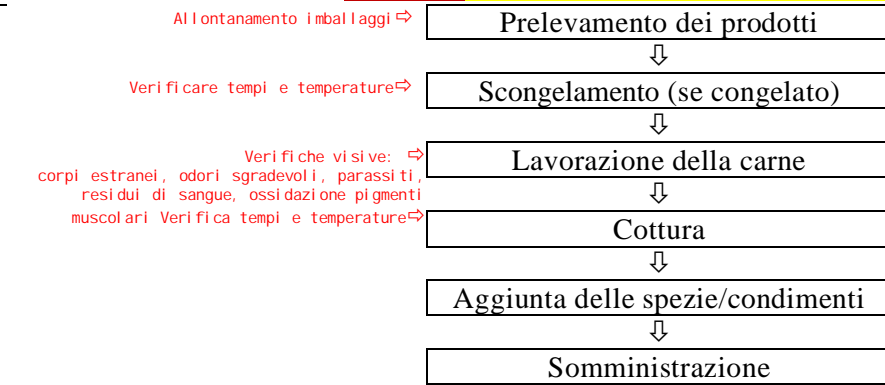 Allontanamento imballaggi⇨
Prelevamento dei prodotti
⇩
Verificare tempi e temperature⇨
Scongelamento (se congelato)
⇩
Verifiche visive: ⇨
Lavorazione della carne
corpi estranei, odori sgradevoli, parassiti,
residui di sangue, ossidazione pigmenti
⇩
muscolari Verifica tempi e temperature⇨
Cottura
⇩
Aggiunta delle spezie/condimenti
⇩
Somministrazione